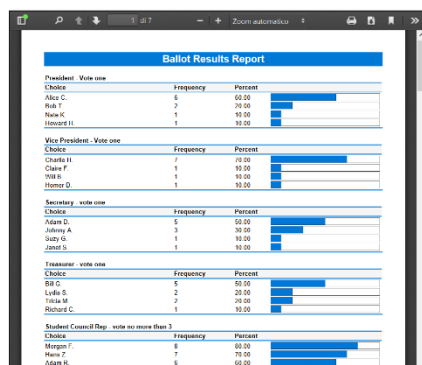 1 di 7 Zoom automatico
Ballot Results Report
President - Vote one
Choice Frequency Percent
Alice C. 6 60.00
Bob T 2 20.00
Nate K 1 10.00
Howard H. 1 10.00
Vice President - Vote one
Choice Frequency Percent
Charlie H. 7 70.00
Claire F. 1 10.00
Will B 1 10.00
Homer D. 1 10.00
Secretary - vote one
Choice Frequency Percent
Adam D. 5 50.00
Johnny A 3 30.00
Suzy G. 1 10.00
Janet S. 1 10.00
Treasurer - vote one
Choice Frequency Percent
Bill G. 5 50.00
Lydia S. 2 20.00
Tricia M 2 20.00
Richard C. 1 10.00
Student Council Rep - vote no more than 3
Choice Frequency Percent
Morgan F. 8 80.00
Hans Z 7 70.00
Adam R. 6 60.00